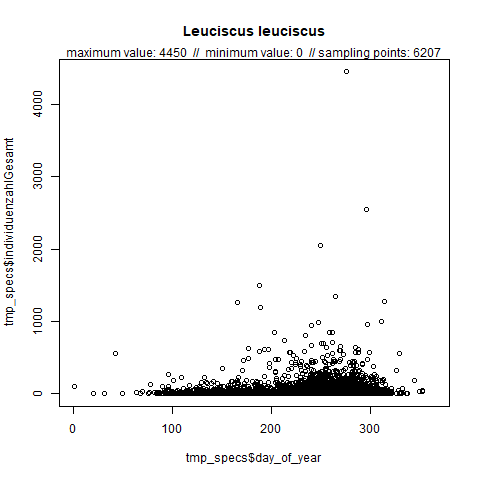 Leuciscus leuciscus
maximum value: 4450 // minimum value: 0 // sampling points: 6207
tmp_specs$individuenzahlGesamt
4000
3000
2000
1000
0
0 100 200 300
tmp_specs$day_of_year